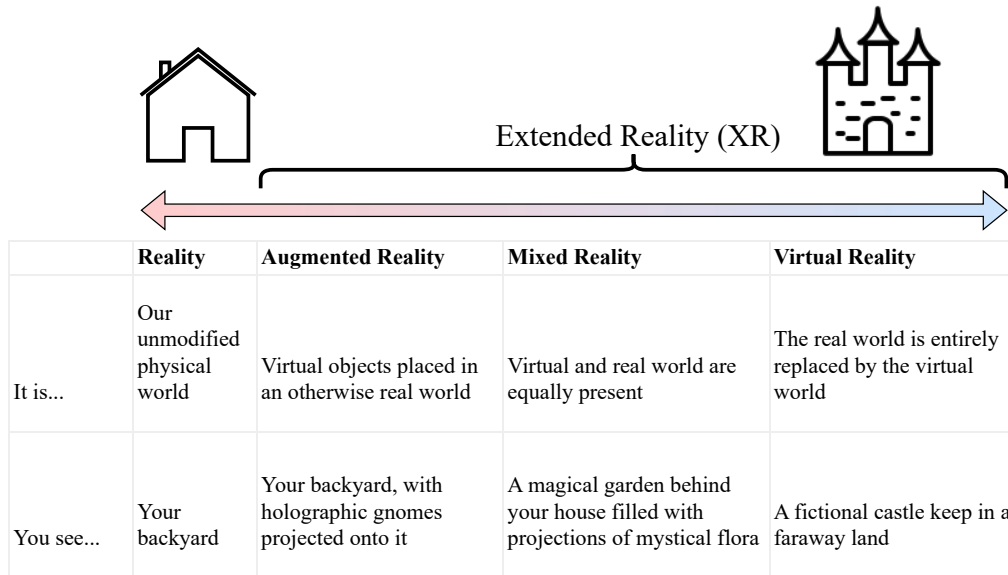 Extended Reality (XR)
Reality
Augmented Reality
Mixed Reality
Virtual Reality
It is...
Our
unmodified
physical
world
Virtual objects placed in
an otherwise real world
Virtual and real world are
equally present
The real world is entirely
replaced by the virtual
world
You see...
Your
backyard
Your backyard, with
holographic gnomes
projected onto it
A magical garden behind
your house filled with
projections of mystical flora
A fictional castle keep in a
faraway land